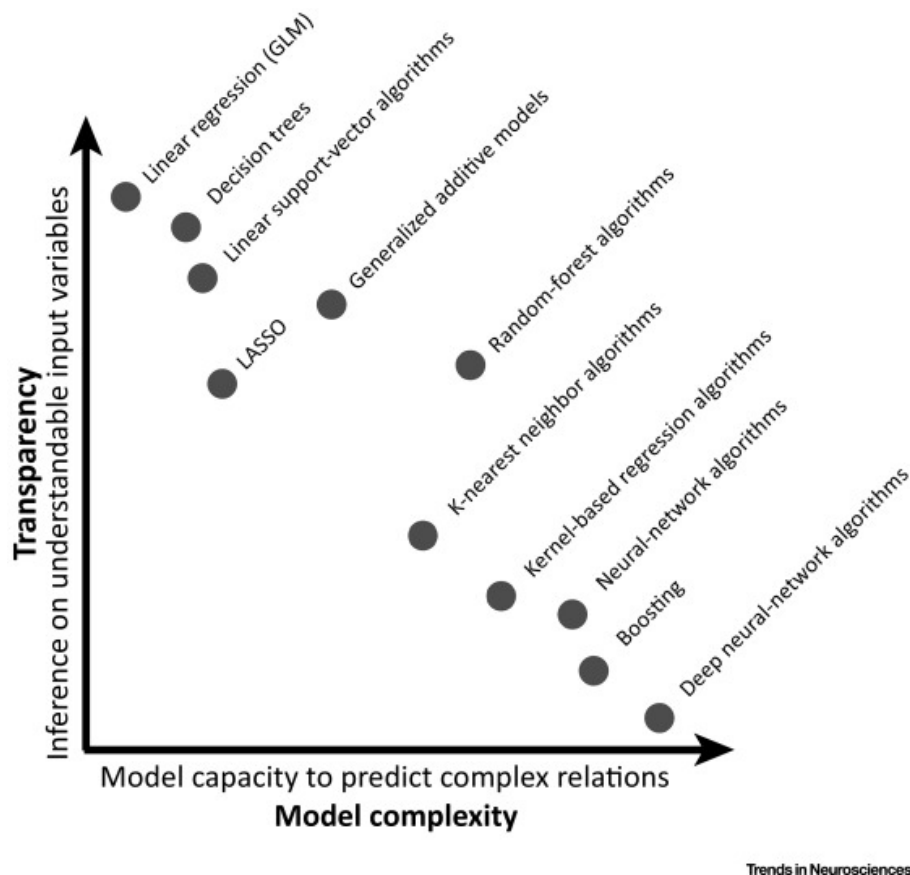 Linear regression (GLM)
Decision trees
Linear support-vector algorithms
Generalized additive models
LASSO
Random-forest algorithms
K-nearest neighbor algorithms
Kernel-based regression algorithms
Neural-network algorithms
Boosting
Deep neural-network algorithms
Transparency
Inference on understandable input variables
Model capacity to predict complex relations
Model complexity
Trends in Neurosciences